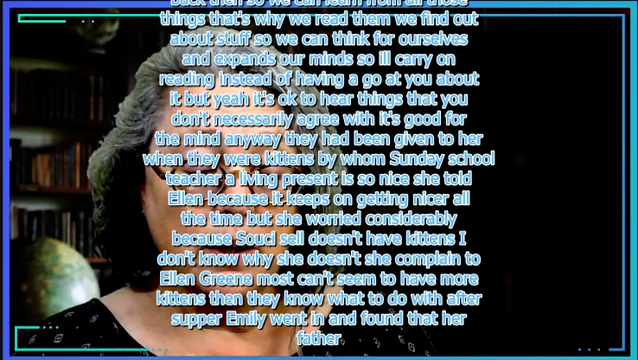 back then so we can learn from all those
things that's why we read them we find out
about stuff so we can think for ourselves
and expands our minds so ill carry on
reading instead of having a go at you about
it but yeah it's ok to hear things that you
don't necessarily agree with it's good for
the mind anyway they had been given to her
when they were kittens by whom Sunday school
teacher a living present is so nice she told
Ellen because it keeps on getting nicer all
the time but she worried considerably
because Souci sell doesn't have kittens I
don't know why she doesn't she complain to
Ellen Greene most can't seem to have more
kittens then they know what to do with after
supper Emily went in and found that her
father